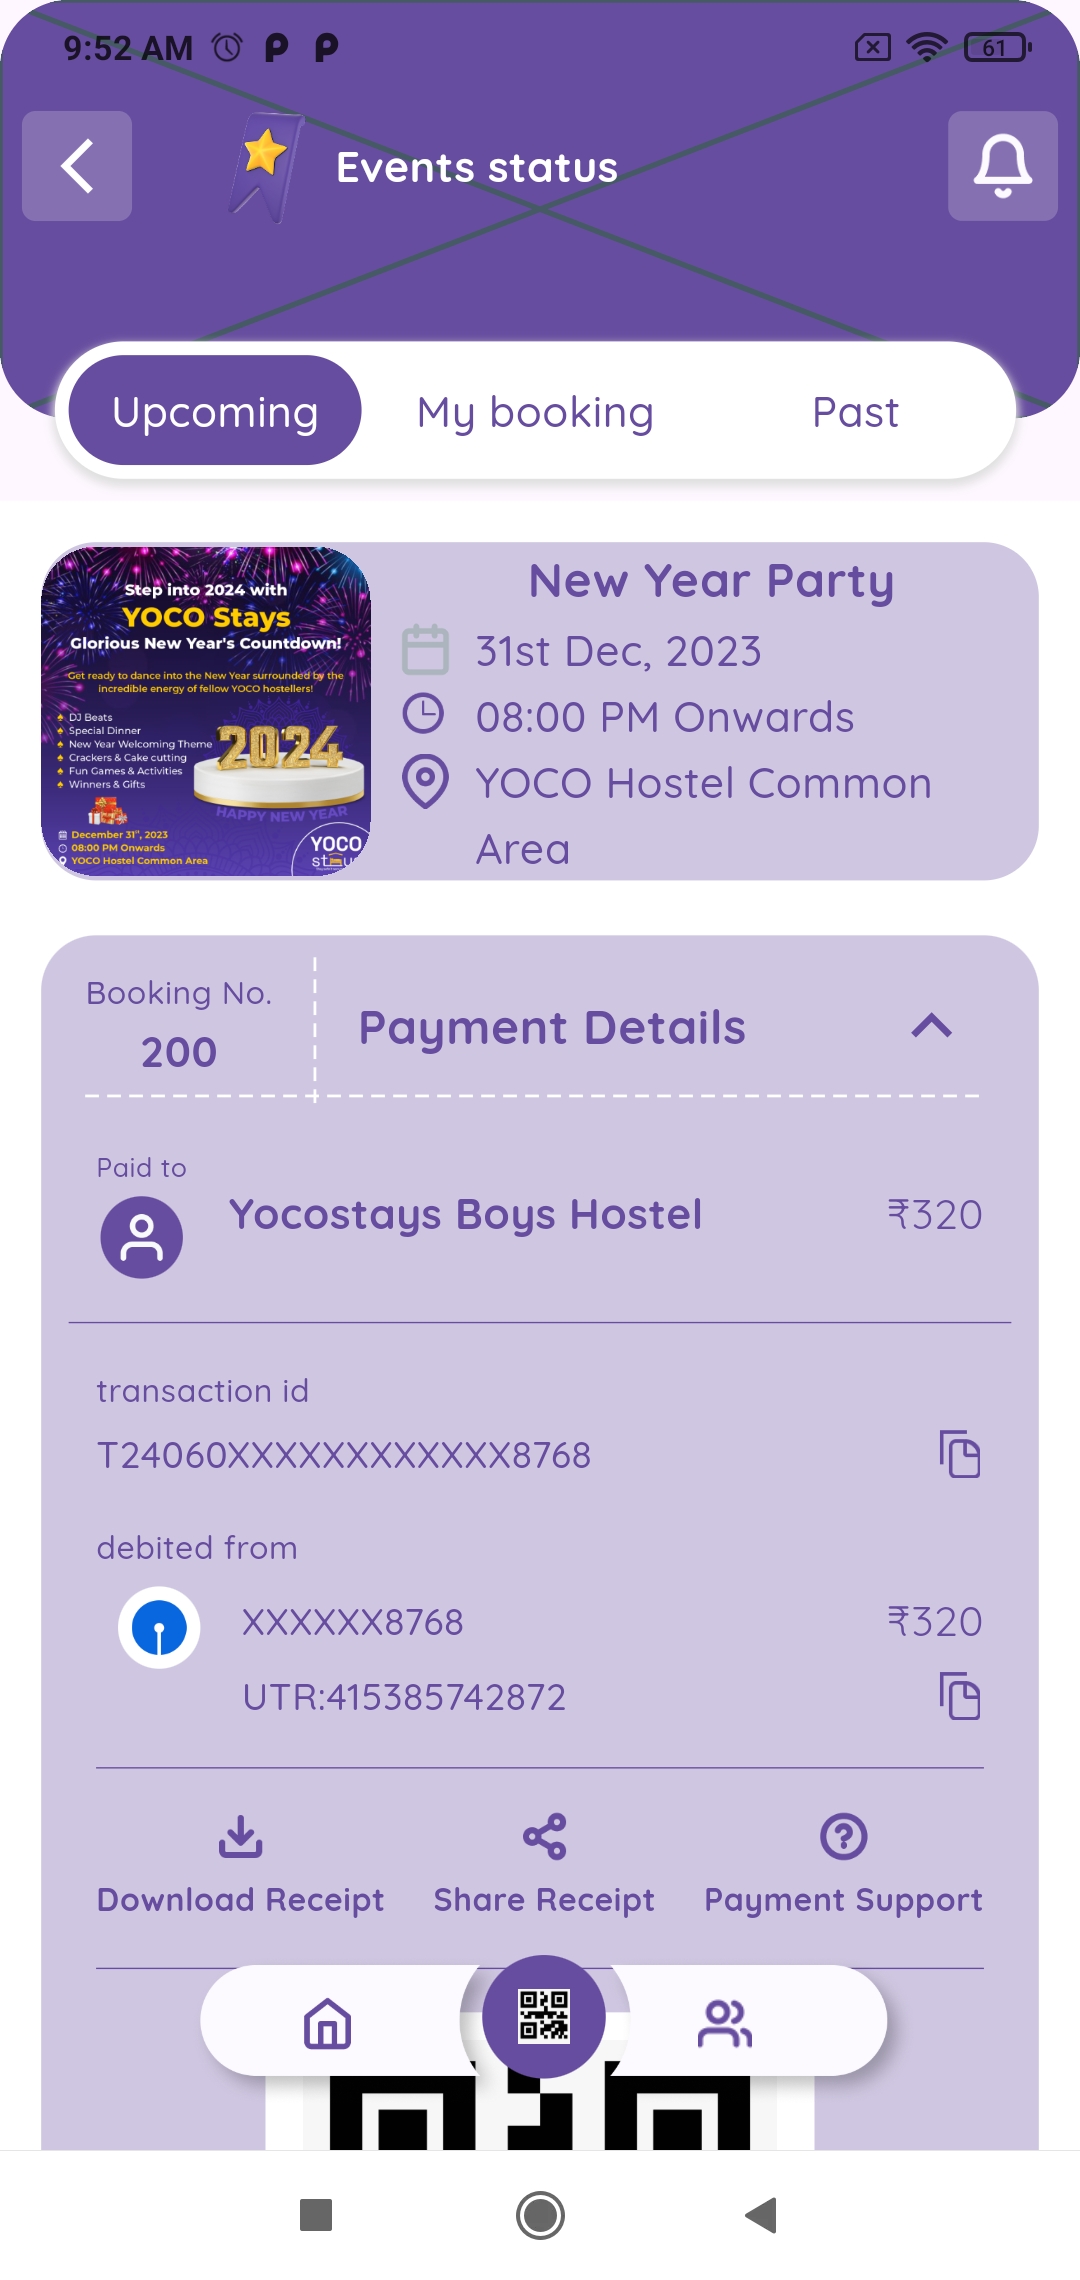 9:52 AM
61
Events status
Upcoming
My booking
Past
Step into 2024 with
YOCO Stays
Glorious New Year's Countdown!
Get ready to dance into the New Year surrounded by the
incredible energy of fellow YOCO hostellers!
DJ Beats
Special Dinner
New Year Welcoming Theme
Crackers & Cake cutting
Fun Games & Activities
Winners & Gifts
2024
HAPPY NEW YEAR
December 31st, 2023
08:00 PM Onwards
YOCO Hostel Common Area
YOCO
New Year Party
31st Dec, 2023
08:00 PM Onwards
YOCO Hostel Common
Area
Booking No.
200
Payment Details
Paid to
Yocostays Boys Hostel
₹320
transaction id
T24060XXXXXXXXXXXX8768
debited from
XXXXXX8768
₹320
UTR:415385742872
Download Receipt
Share Receipt
Payment Support